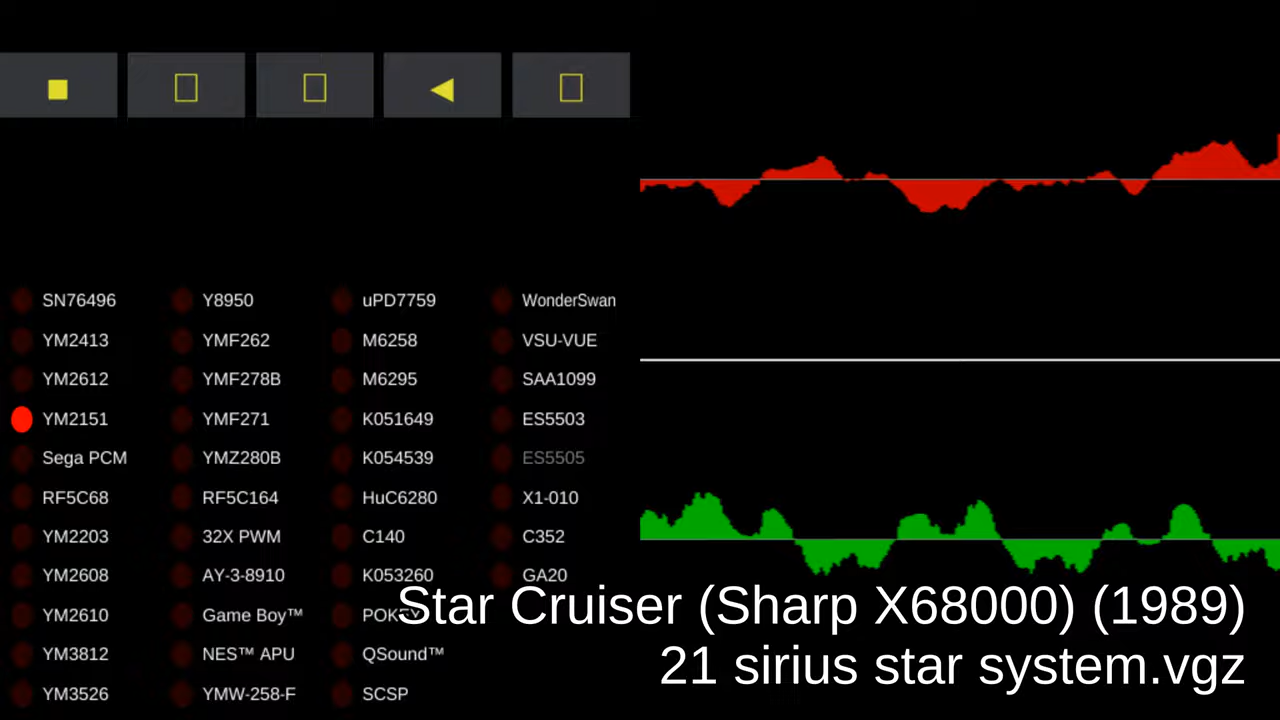 SN76496 Y8950 uPD7759 WonderSwan
YM2413 YMF262 M6258 VSU-VUE
YM2612 YMF278B M6295 SAA1099
YM2151 YMF271 K051649 ES5503
Sega PCM YMZ280B K054539 ES5505
RF5C68 RF5C164 HuC6280 X1-010
YM2203 32X PWM C140 C352
YM2608 AY-3-8910 K053260 GA20
YM2610 Game Boy™ POKEY
YM3812 NES™ APU QSound™
YM3526 YMW-258-F SCSP
Star Cruiser (Sharp X68000) (1989)
21 sirius star system.vgz